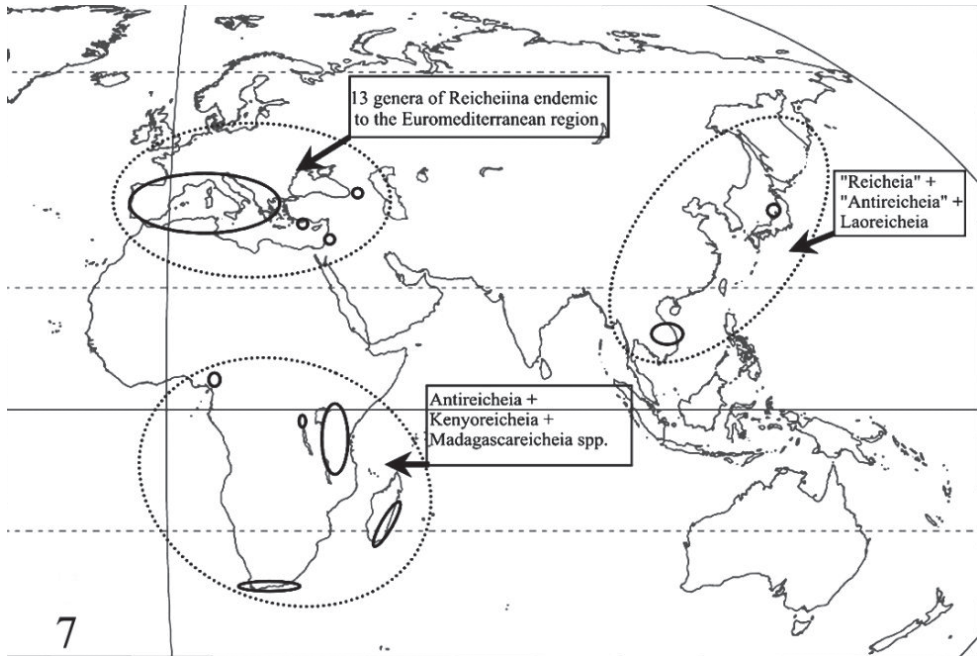 13 genera of Reicheiina endemic
to the Euromediterranean region
"Reicheia" +
"Antireicheia" +
Laoreicheia
Antireicheia +
Kenyoreicheia +
Madagascareicheia spp.
7